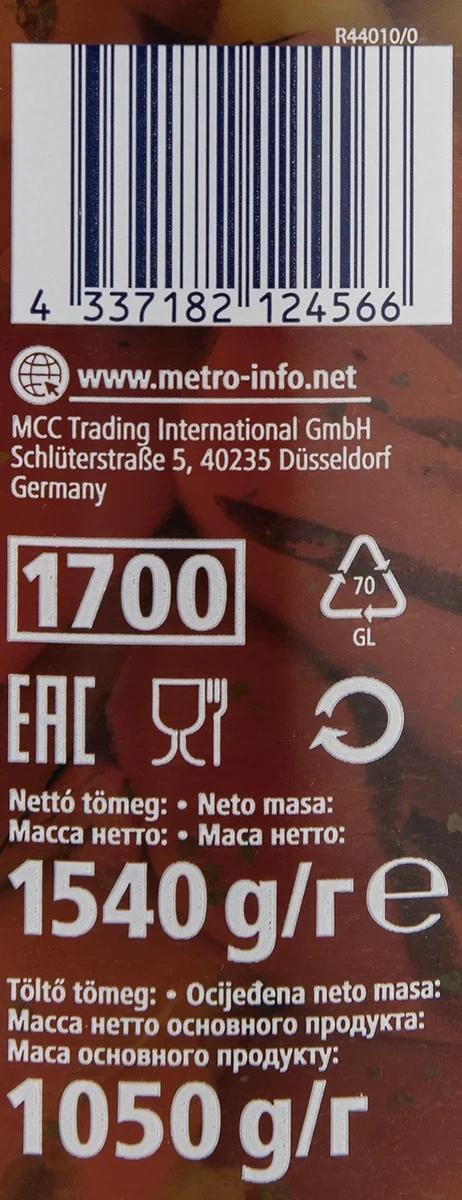 R44010/0
4 337182 124566
www.metro-info.net
MCC Trading International GmbH
Schlüterstraße 5, 40235 Düsseldorf
Germany
1700
70
GL
EAC
Nettó tömeg: • Neto masa:
Масса нетто: • Маса нетто:
1540 g/г e
Töltő tömeg: • Ocijeđena neto masa:
Масса нетто основного продукта:
Маса основного продукту:
1050 g/г